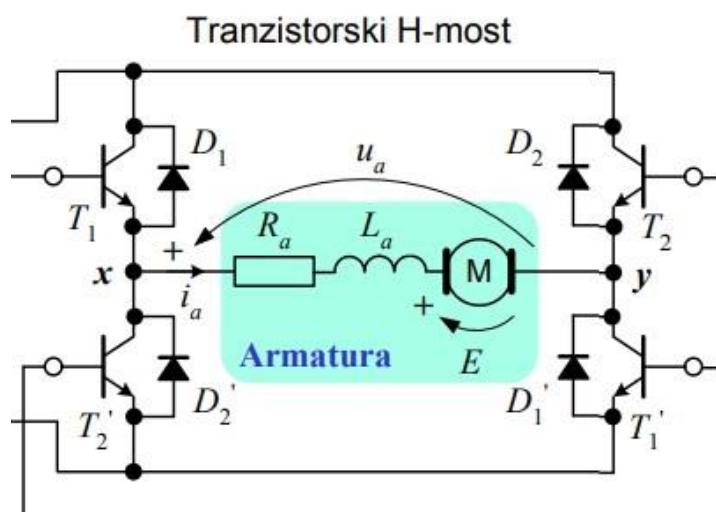 Tranzistorski H-most
D₁
uₐ
D₂
T₁
Rₐ
Lₐ
T₂
+
x
M
y
iₐ
+
Armatura
E
T₂'
D₂'
D₁'
T₁'